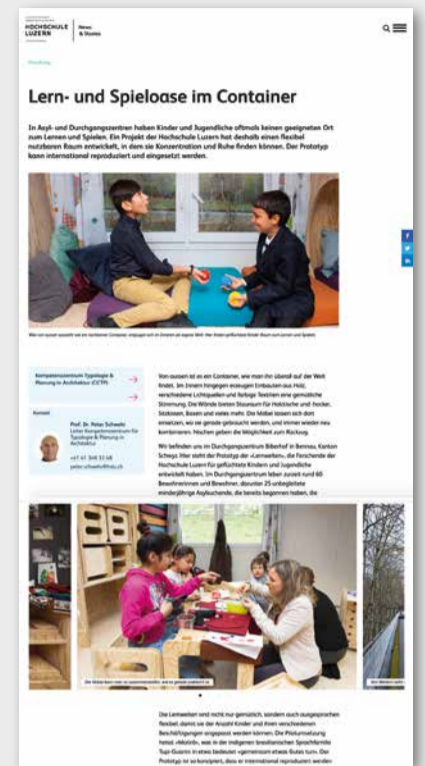 HOCHSCHULE
LUZERN
News
& Stories
Forschung
Lern- und Spieloase im Container
In Asyl- und Durchgangszentren haben Kinder und Jugendliche oftmals keinen geeigneten Ort
zum Lernen und Spielen. Ein Projekt der Hochschule Luzern hat deshalb einen flexibel
nutzbaren Raum entwickelt, in dem sie Konzentration und Ruhe finden können. Der Prototyp
kann international reproduziert und eingesetzt werden.
Kompetenzzentrum Typologie &
Planung in Architektur (CCTP)
Kontakt
Prof. Dr. Peter Schwehr
Leiter Kompetenzzentrum für
Typologie & Planung in
Architektur
peter.schwehr@hslu.ch
Von aussen ist es ein Container, wie man ihn überall auf der Welt
findet. Im Innern hingegen erzeugen Einbauten aus Holz,
verschiedene Lichtquellen und farbige Textilien eine gemütliche
Stimmung. Die Wände bieten Stauraum für Holztische und -hocker,
Sitzkissen, Boxen und vieles mehr. Die Möbel lassen sich dort
einsetzen, wo sie gerade gebraucht werden, und immer wieder neu
kombinieren. Nischen geben die Möglichkeit zum Rückzug.
Wir befinden uns im Durchgangszentrum Biberhof in Bennau, Kanton
Schwyz. Hier steht der Prototyp der «Lernwelten», die Forschende der
Hochschule Luzern für geflüchtete Kindern und Jugendliche
entwickelt haben. Im Durchgangszentrum leben zurzeit rund 60
Bewohnerinnen und Bewohner, darunter 25 unbegleitete
minderjährige Asylsuchende, die bereits begonnen haben, die
Die Lernwelten sind nicht nur gemütlich, sondern auch ausgesprochen
flexibel, damit sie der Anzahl Kinder und ihren verschiedenen
Beschäftigungen angepasst werden können. Die Pilotumsetzung
heisst was in der indigenen brasilianischen Sprachfamilie
Tupi-Guarini in etwa bedeutet «gemeinsam etwas Gutes tun». Der
Prototyp ist so konzipiert, dass er international reproduziert werden